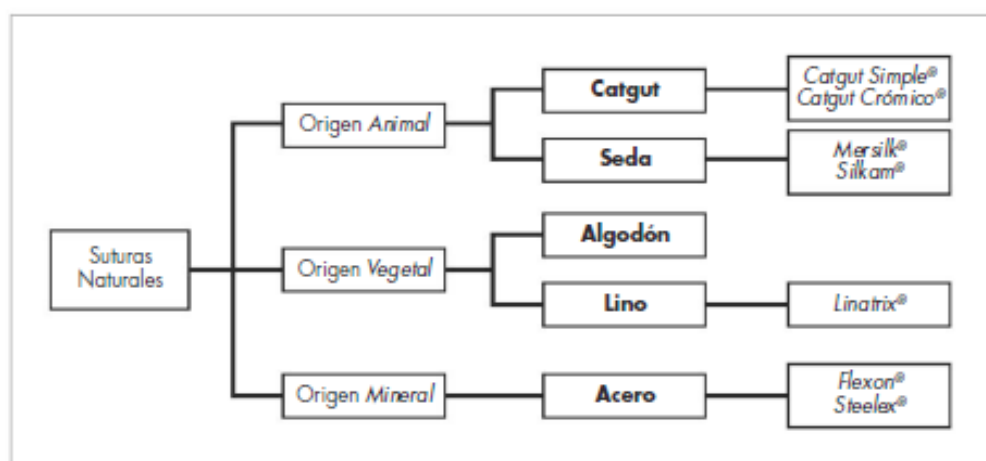 Catgut
Catgut Simple®
Catgut Crómico®
Origen Animal
Seda
Mersilk®
Silkam®
Suturas
Naturales
Origen Vegetal
Algodón
Lino
Linatrix®
Origen Mineral
Acero
Flexon®
Steelex®